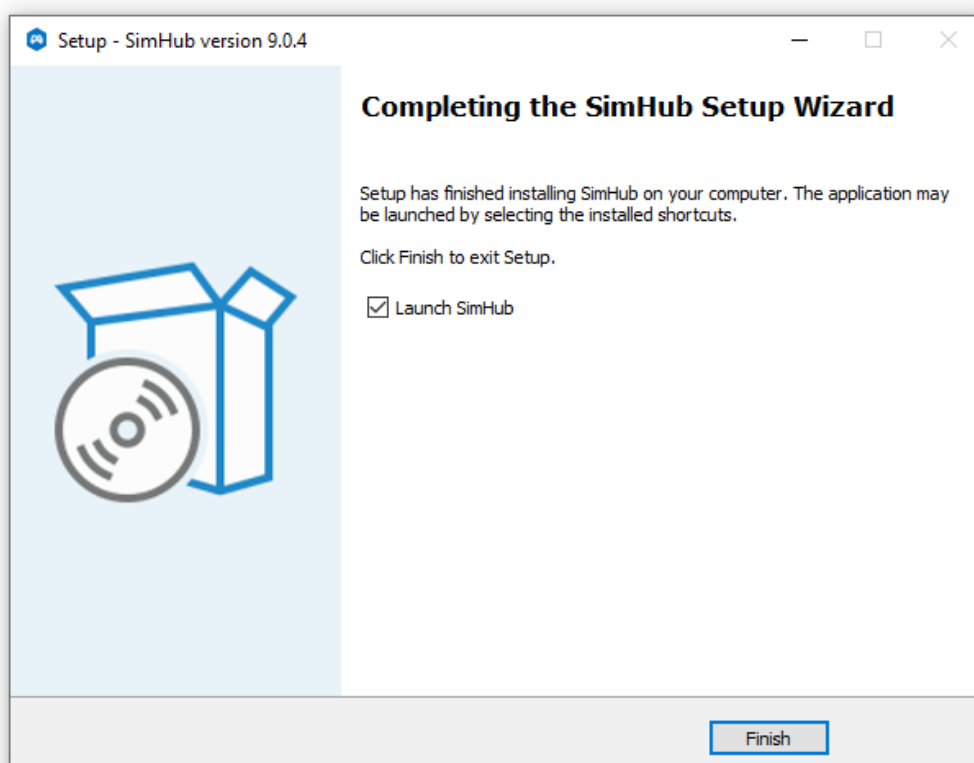 Setup - SimHub version 9.0.4
Completing the SimHub Setup Wizard
Setup has finished installing SimHub on your computer. The application may
be launched by selecting the installed shortcuts.
Click Finish to exit Setup.
Launch SimHub
Finish